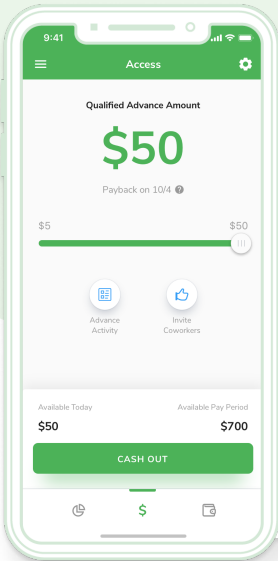 9:41
Access
Qualified Advance Amount
$50
Payback on 10/4 ?
$5 $50
Advance Activity
Invite Coworkers
Available Today Available Pay Period
$50 $700
CASH OUT
$